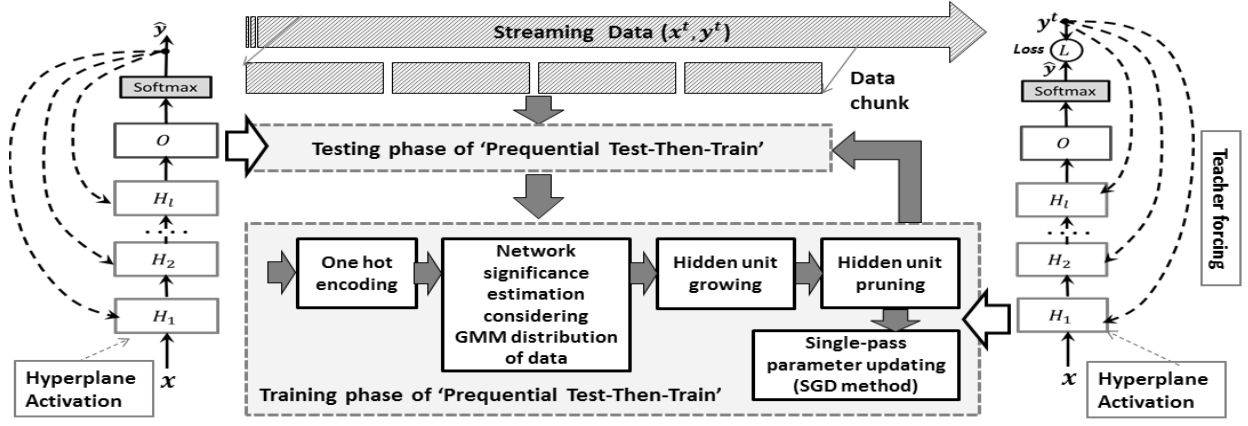 ŷ
Softmax
O
H_l
.....
H_2
H_1
x
Hyperplane
Activation
Streaming Data (x^t, y^t)
Data
chunk
Testing phase of ‘Prequential Test-Then-Train’
One hot
encoding
Network
significance
estimation
considering
GMM distribution
of data
Hidden unit
growing
Hidden unit
pruning
Single-pass
parameter updating
(SGD method)
Training phase of ‘Prequential Test-Then-Train’
y^t
Loss
L
ŷ
Softmax
O
H_l
.....
H_2
H_1
x
Teacher forcing
Hyperplane
Activation